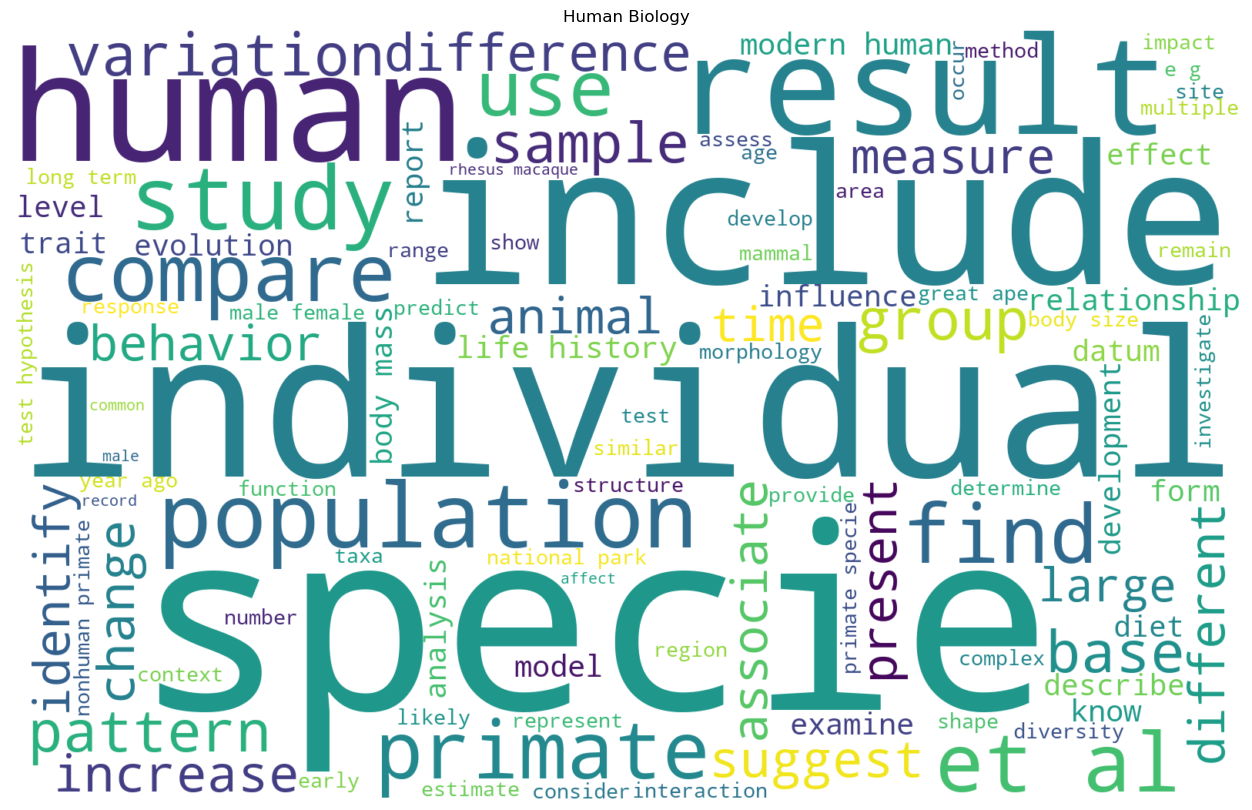 Human Biology
variation
difference
modern human
method
impact
human
use
result
occur
e g
site
multiple
report
sample
assess
age
measure
effect
long term
study
rhesus macaque
include
area
level
develop
trait
evolution
range
show
mammal
remain
compare
test hypothesis
response
male female
predict
animal
influence
great ape
relationship
time
group
body size
behavior
body mass
life history
morphology
datum
investigate
individual
common
test
similar
development
male
year ago
record
function
structure
provide
determine
form
identify
nonhuman primate
change
population
associate
primate specie
present
find
different
taxa
national park
affect
analysis
specie
large
number
diet
context
model
region
complex
base
describe
pattern
likely
represent
examine
shape
know
diversity
increase
early
primate
suggest
et al
estimate
consider
interaction